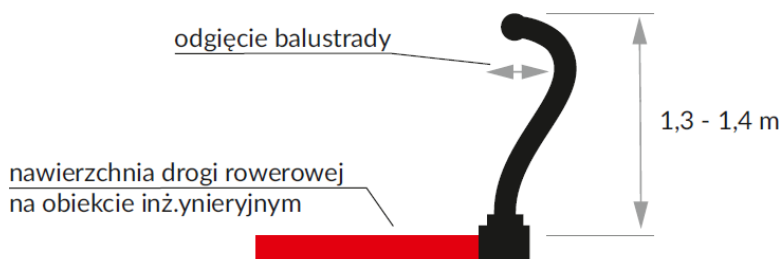 odgięcie balustrady
1,3 - 1,4 m
nawierzchnia drogi rowerowej
na obiekcie inż.ynieryjnym